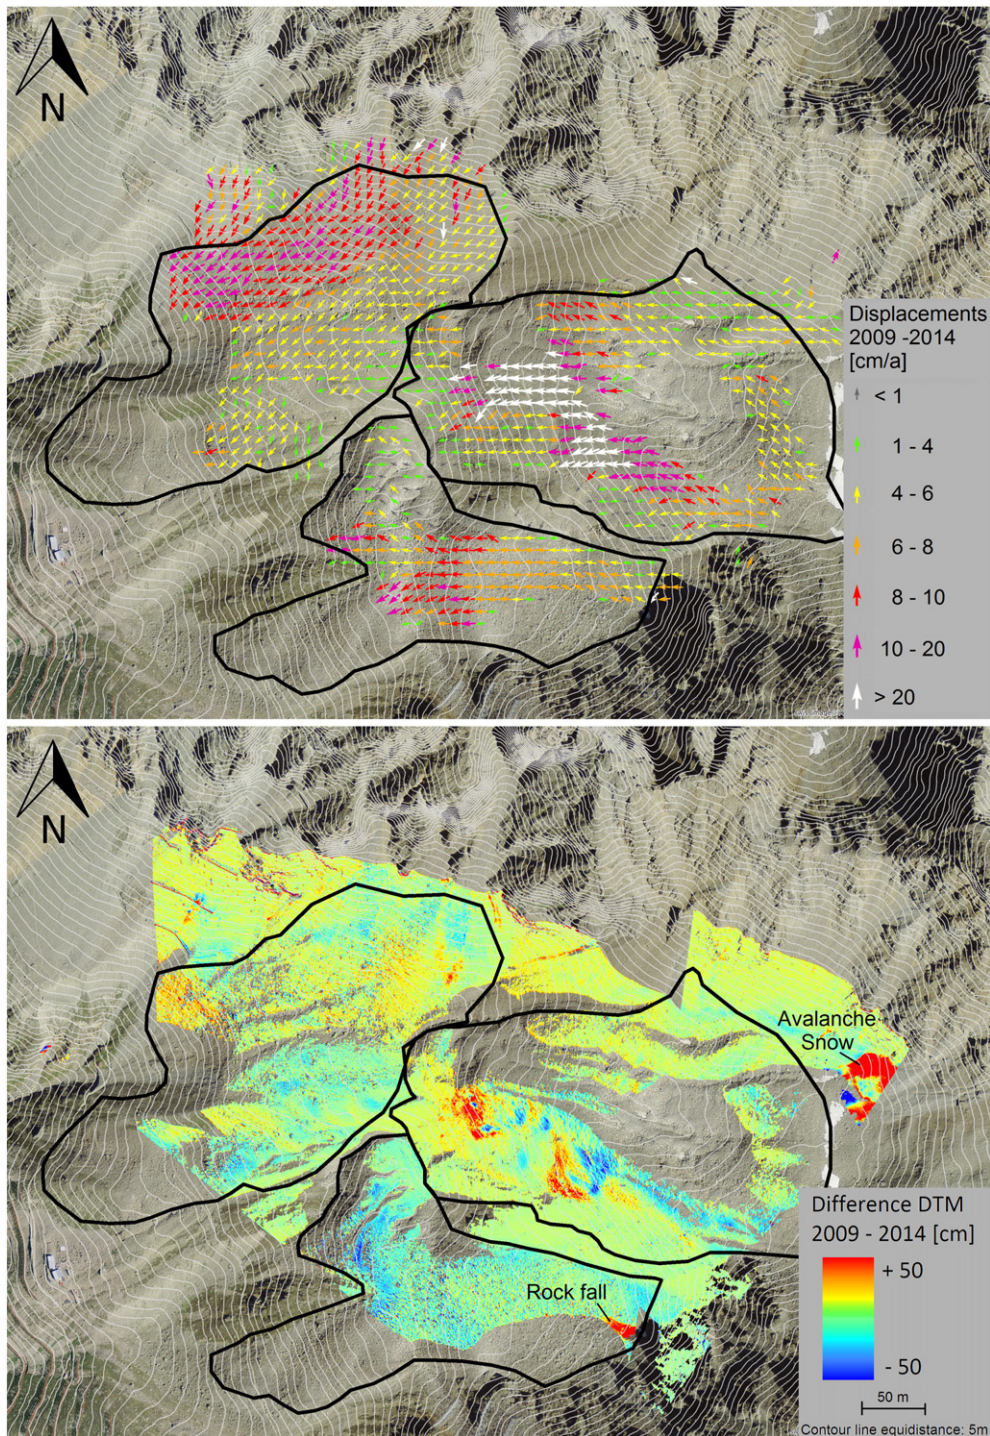 N
Displacements
2009 -2014
[cm/a]
< 1
1 - 4
4 - 6
6 - 8
8 - 10
10 - 20
> 20
N
Avalanche
Snow
Rock fall
Difference DTM
2009 - 2014 [cm]
+ 50
- 50
50 m
Contour line equidistance: 5m